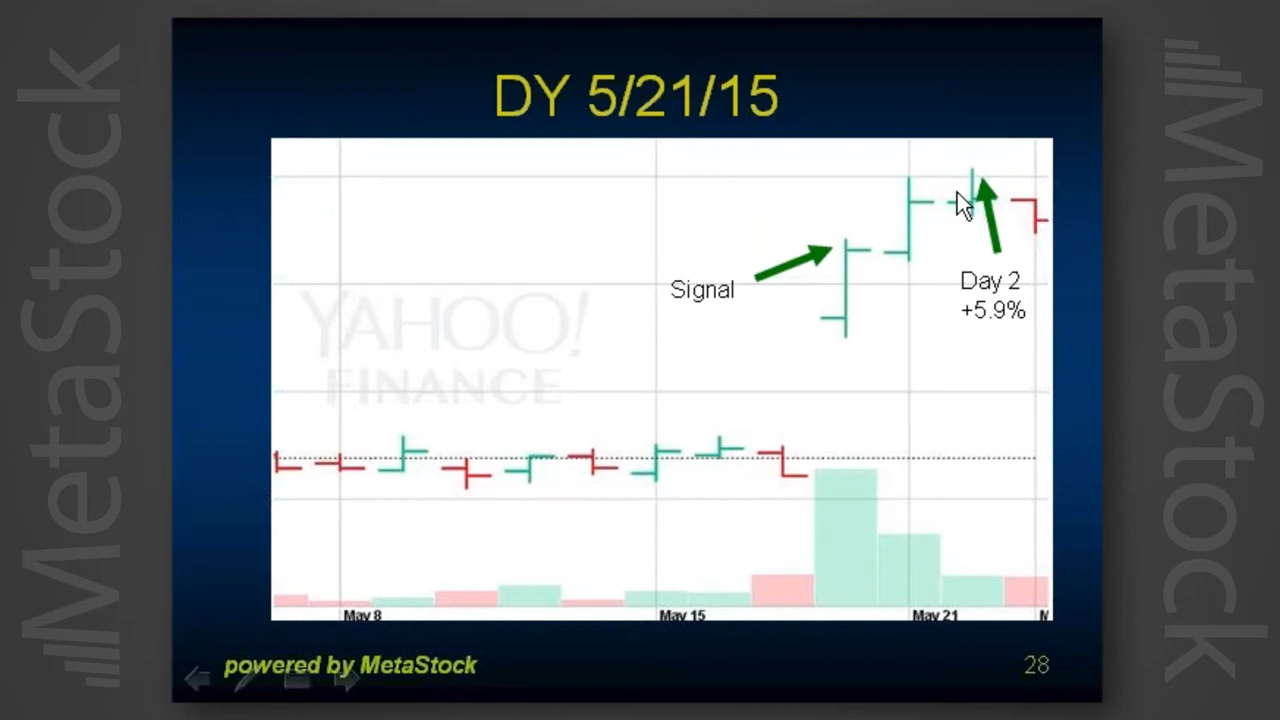 MetaStock
DY 5/21/15
YAHOO!
FINANCE
Signal
Day 2
+5.9%
May 8
May 15
May 21
M
powered by MetaStock
28
MetaStock